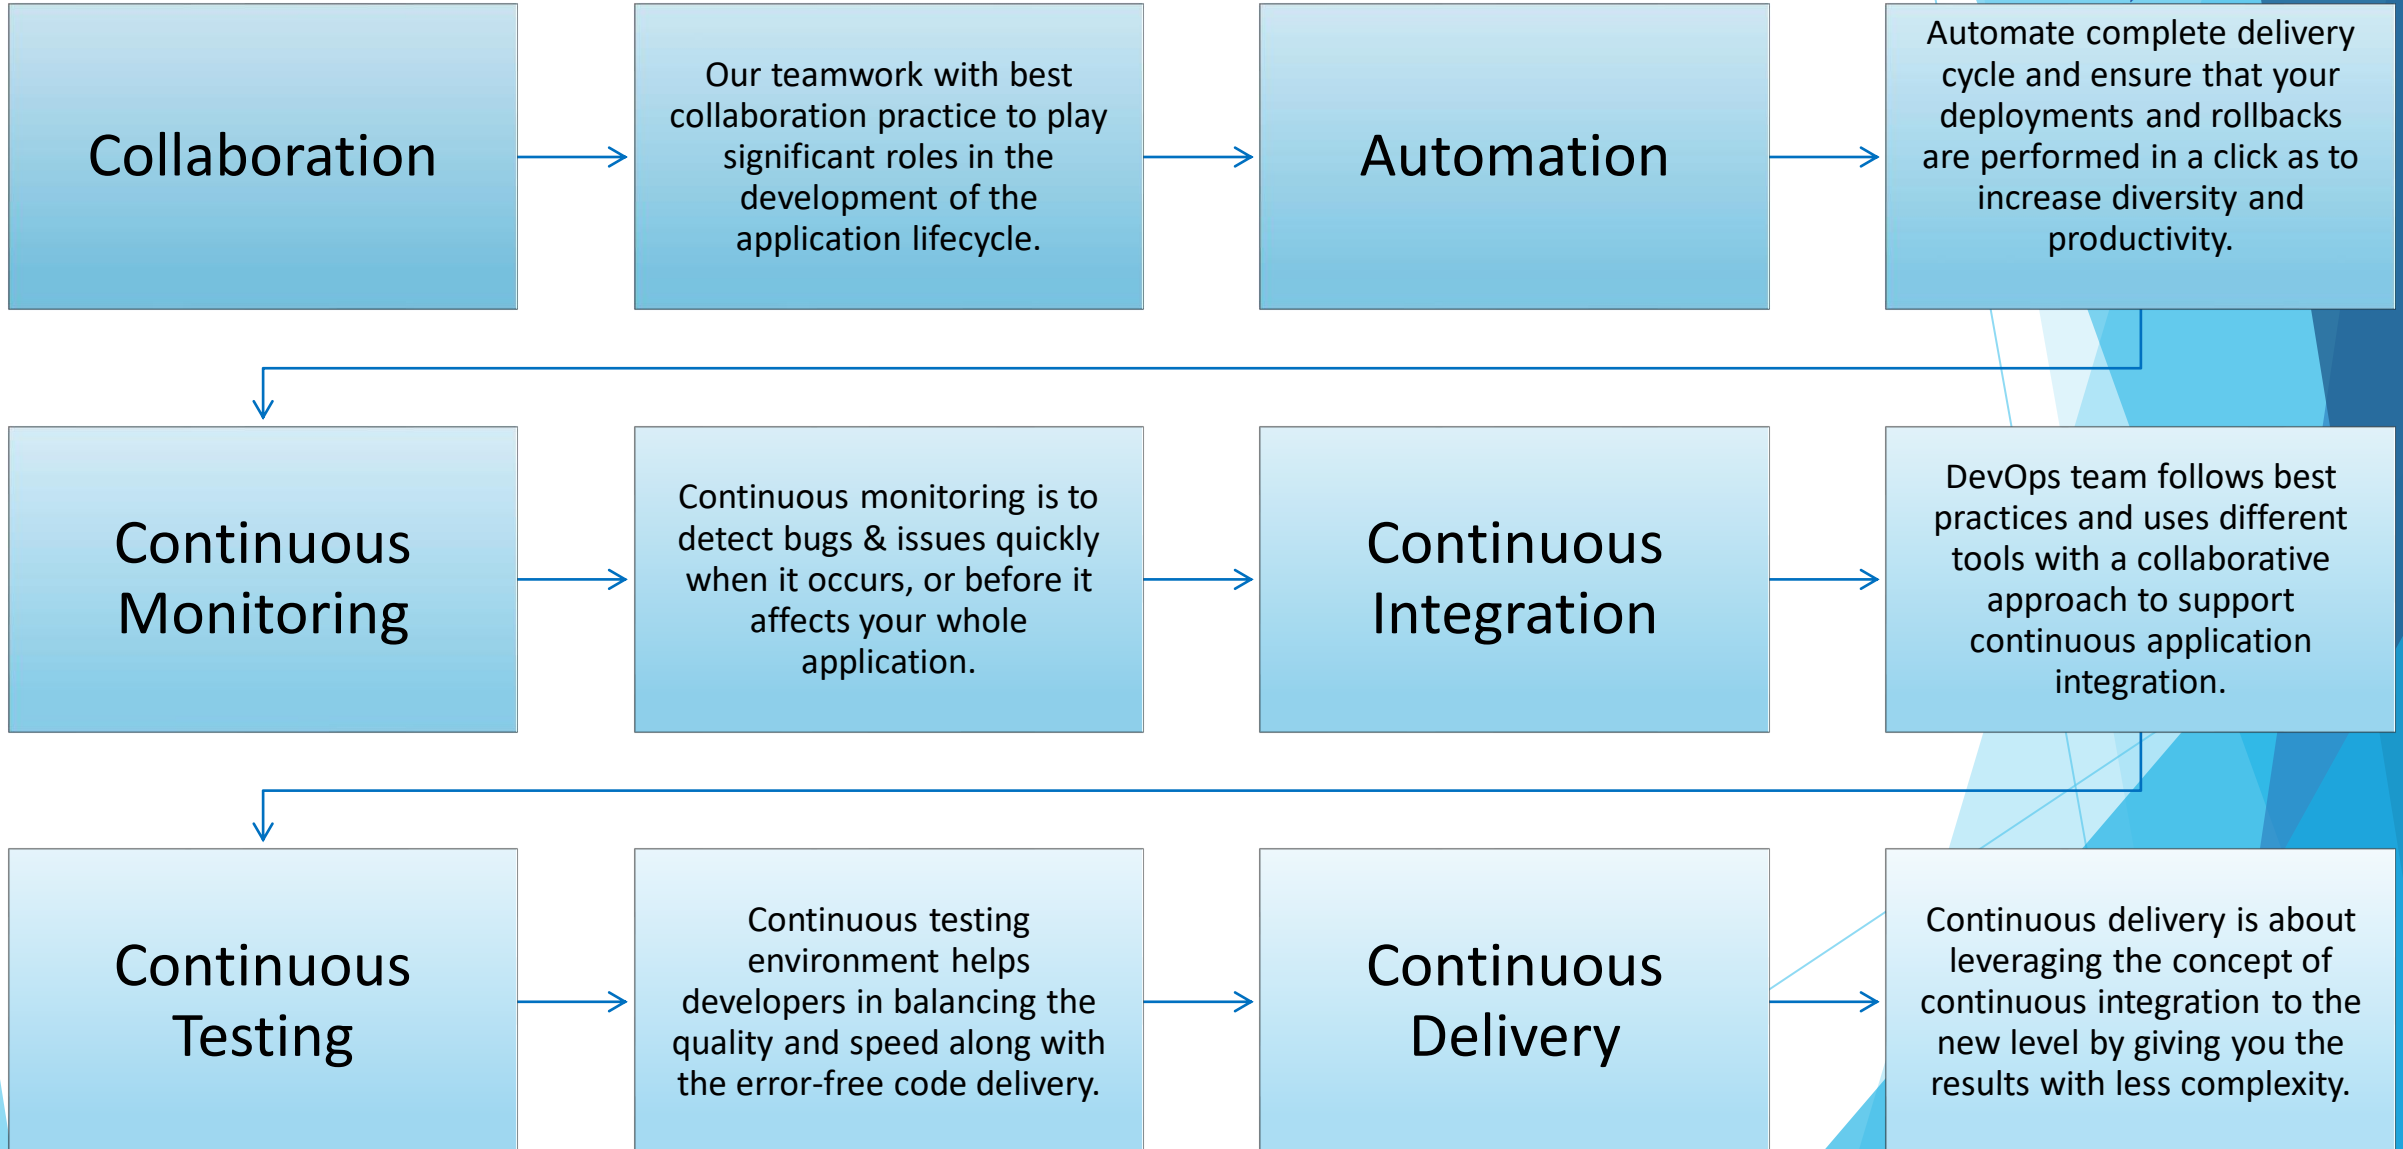 Collaboration
Our teamwork with best
collaboration practice to play
significant roles in the
development of the
application lifecycle.
Automation
Automate complete delivery
cycle and ensure that your
deployments and rollbacks
are performed in a click as to
increase diversity and
productivity.
Continuous
Monitoring
Continuous monitoring is to
detect bugs & issues quickly
when it occurs, or before it
affects your whole
application.
Continuous
Integration
DevOps team follows best
practices and uses different
tools with a collaborative
approach to support
continuous application
integration.
Continuous
Testing
Continuous testing
environment helps
developers in balancing the
quality and speed along with
the error-free code delivery.
Continuous
Delivery
Continuous delivery is about
leveraging the concept of
continuous integration to the
new level by giving you the
results with less complexity.